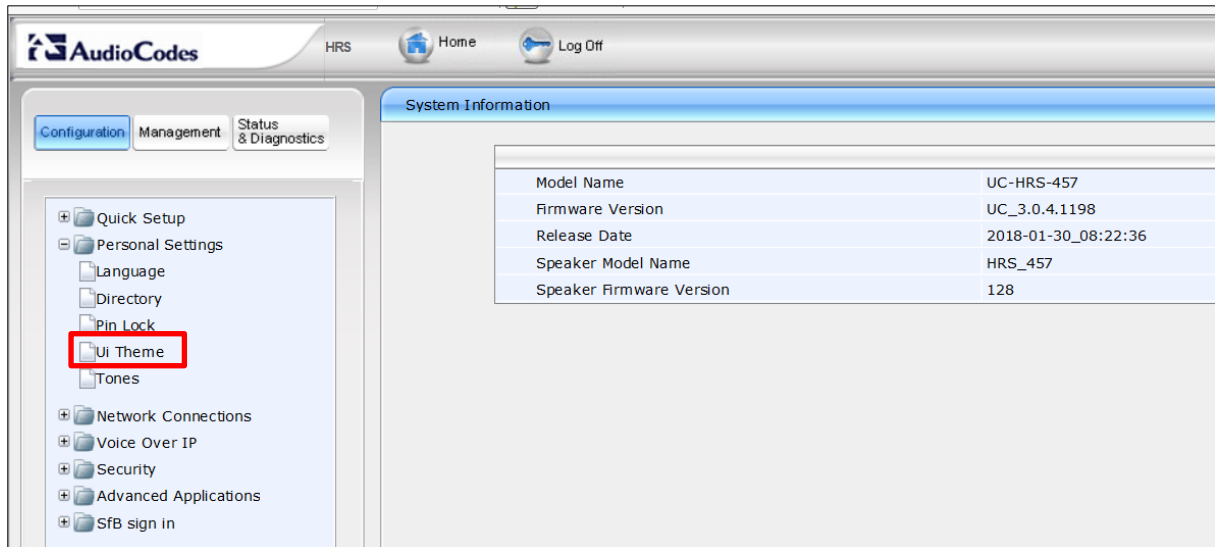 AudioCodes
HRS
Home
Log Off
Configuration
Management
Status
& Diagnostics
Quick Setup
Personal Settings
Language
Directory
Pin Lock
Ui Theme
Tones
Network Connections
Voice Over IP
Security
Advanced Applications
SfB sign in
System Information
Model Name UC-HRS-457
Firmware Version UC_3.0.4.1198
Release Date 2018-01-30_08:22:36
Speaker Model Name HRS_457
Speaker Firmware Version 128